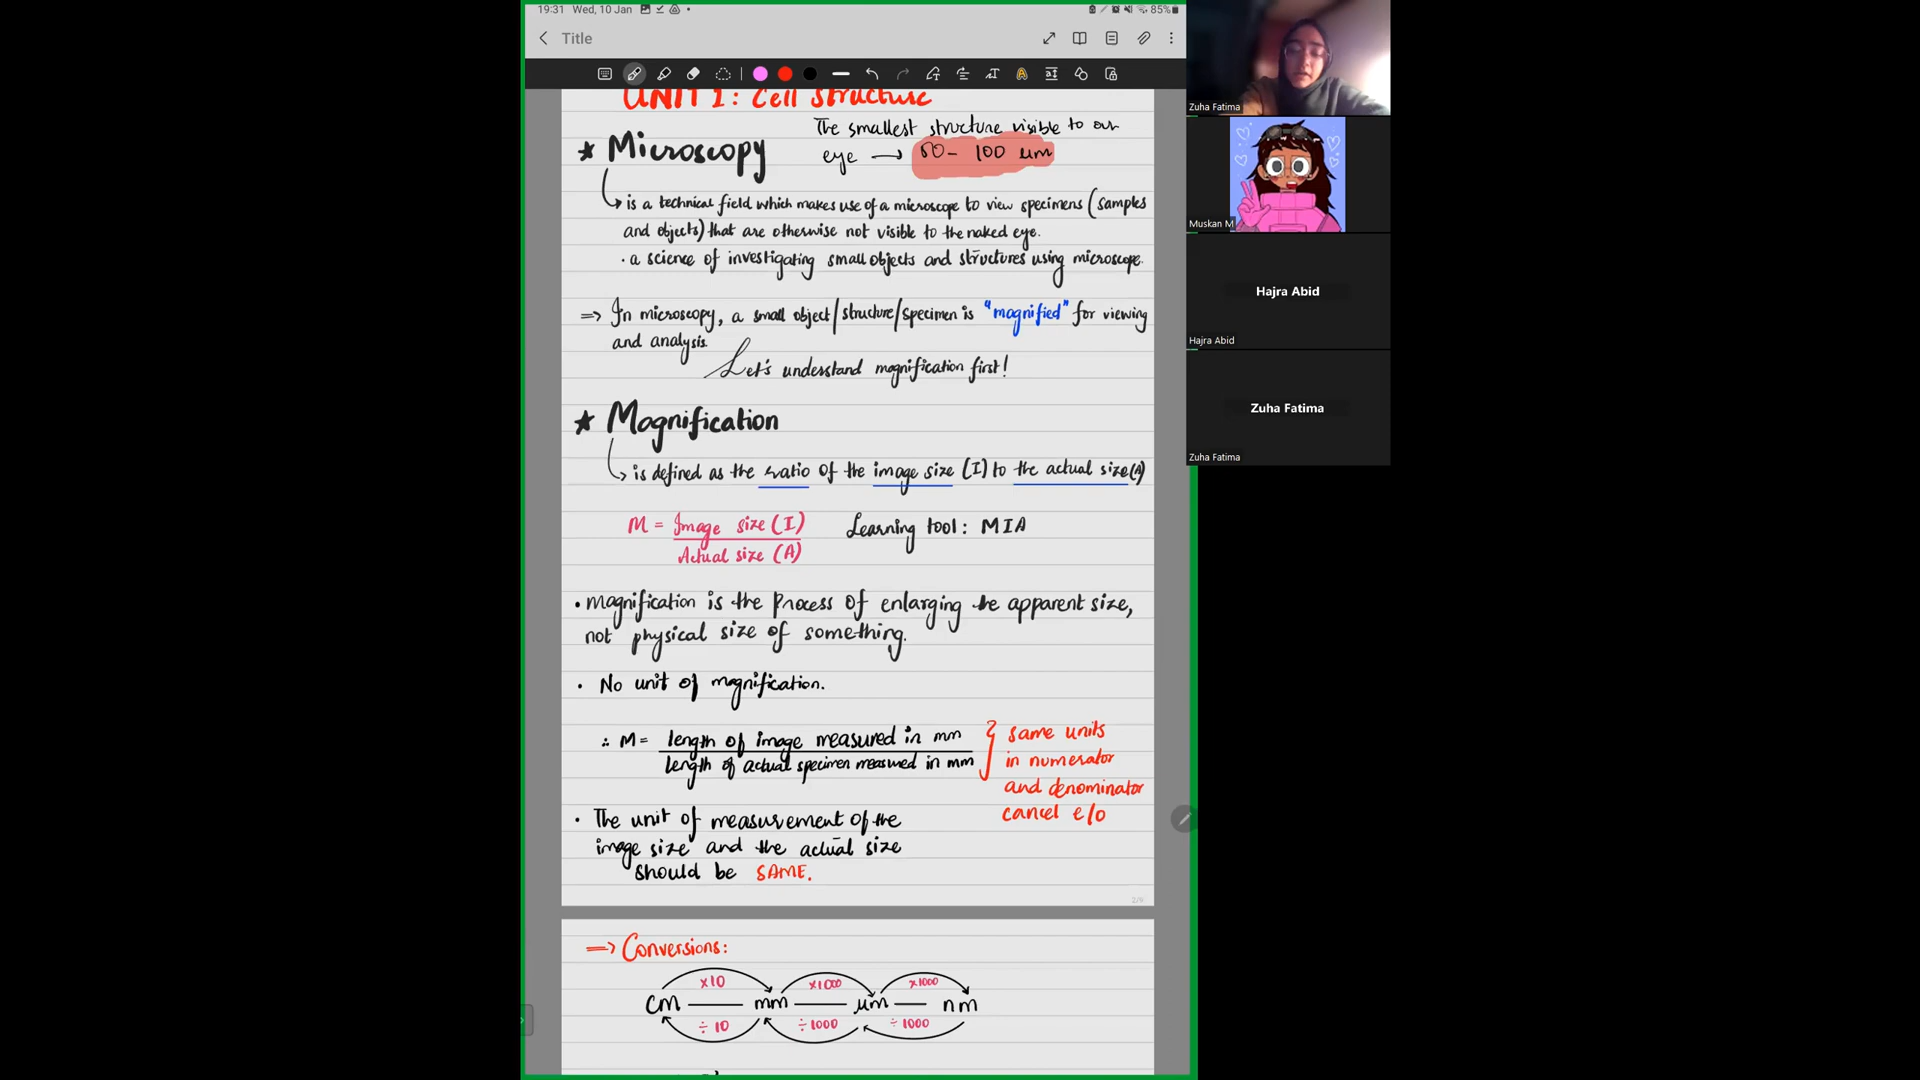 19:31 Wed, 10 Jan
85%
Title
UNIT 1: Cell structure
The smallest structure visible to our
eye → 50 - 100 um
★ Microscopy
is a technical field which makes use of a microscope to view specimens (samples
and objects) that are otherwise not visible to the naked eye.
· a science of investigating small objects and structures using microscope.
⇒ In microscopy, a small object/structure/specimen is "magnified" for viewing
and analysis.
Let's understand magnification first!
★ Magnification
is defined as the ratio of the image size (I) to the actual size (A)
M = Image size (I)
Actual size (A)
Learning tool: MIA
• Magnification is the process of enlarging the apparent size,
not physical size of something.
• No unit of magnification.
∴ M = length of image measured in mm
length of actual specimen measured in mm
same units
in numerator
and denominator
cancel e/o
• The unit of measurement of the
image size and the actual size
should be SAME.
2/9
⇒ Conversions:
×10 ×1000 ×1000
cm mm µm nm
÷ 10 ÷1000 ÷1000
Zuha Fatima
Muskan M
Hajra Abid
Hajra Abid
Zuha Fatima
Zuha Fatima